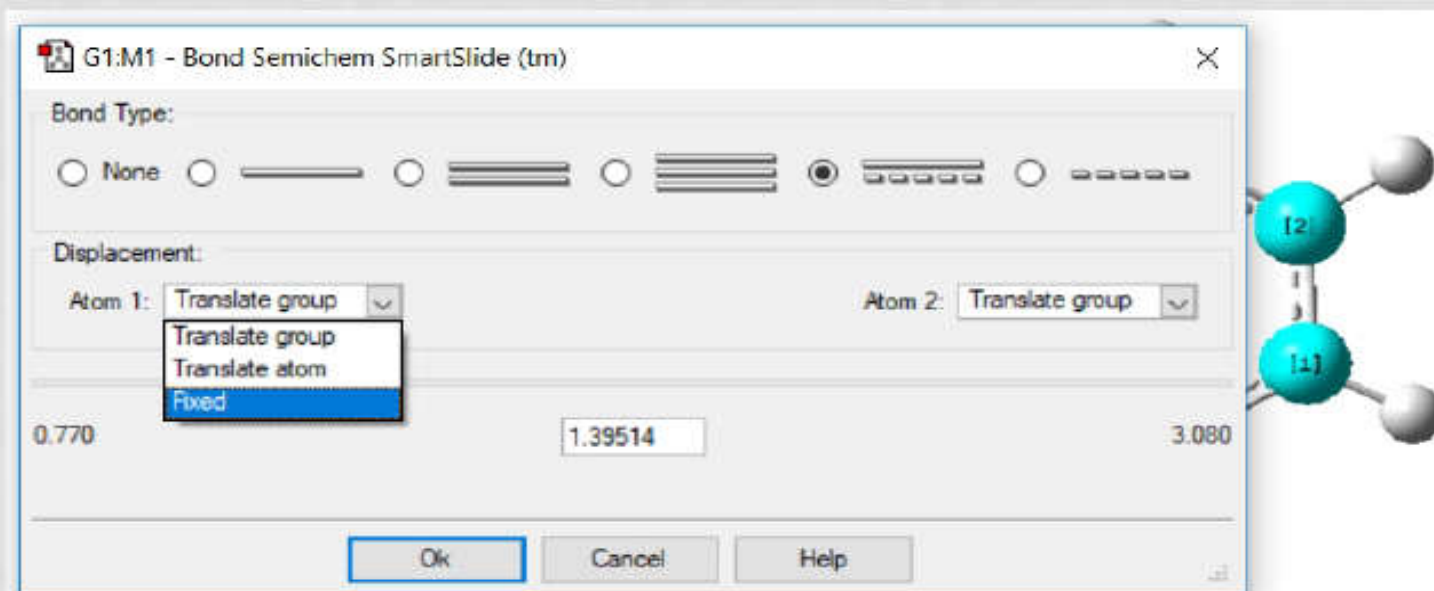 G1:M1 - Bond Semichem SmartSlide (tm)
Bond Type:
None
Displacement:
Atom 1: Translate group Atom 2: Translate group
Translate group
Translate atom
Fixed
0.770 1.39514 3.080
Ok Cancel Help
[2]
[1]